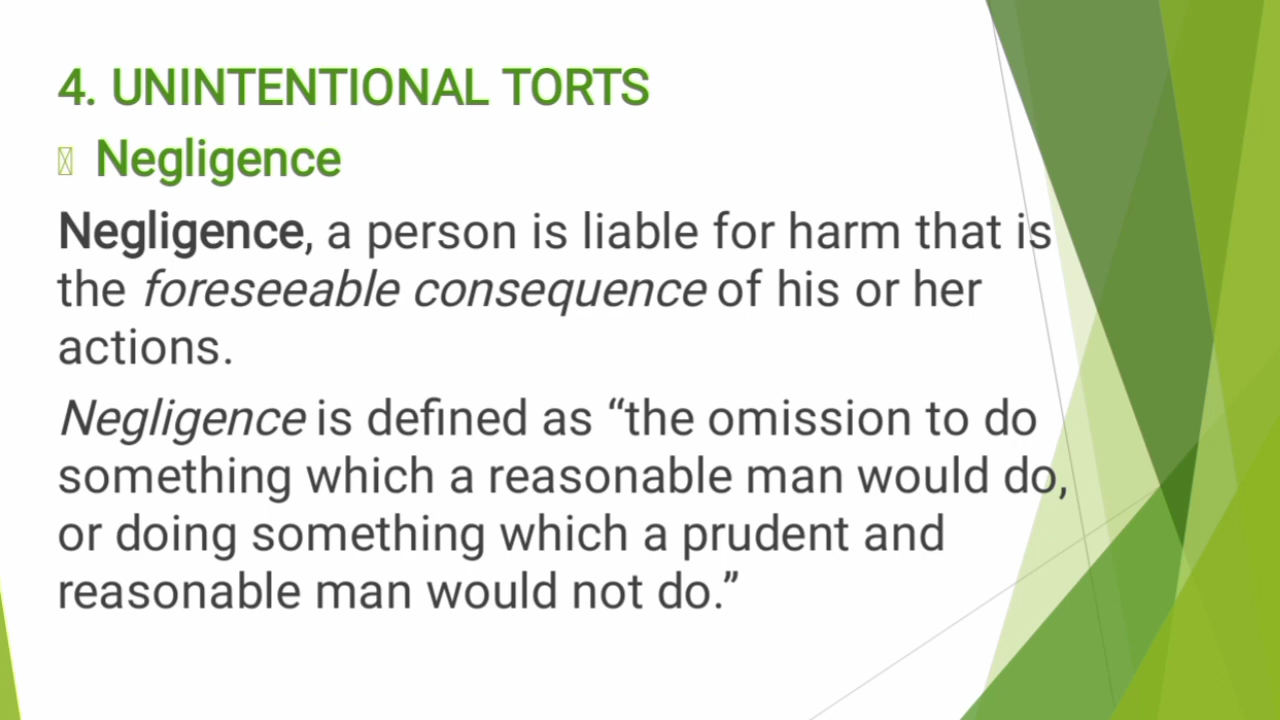 4. UNINTENTIONAL TORTS
Negligence
Negligence, a person is liable for harm that is
the foreseeable consequence of his or her
actions.
Negligence is defined as “the omission to do
something which a reasonable man would do,
or doing something which a prudent and
reasonable man would not do.”